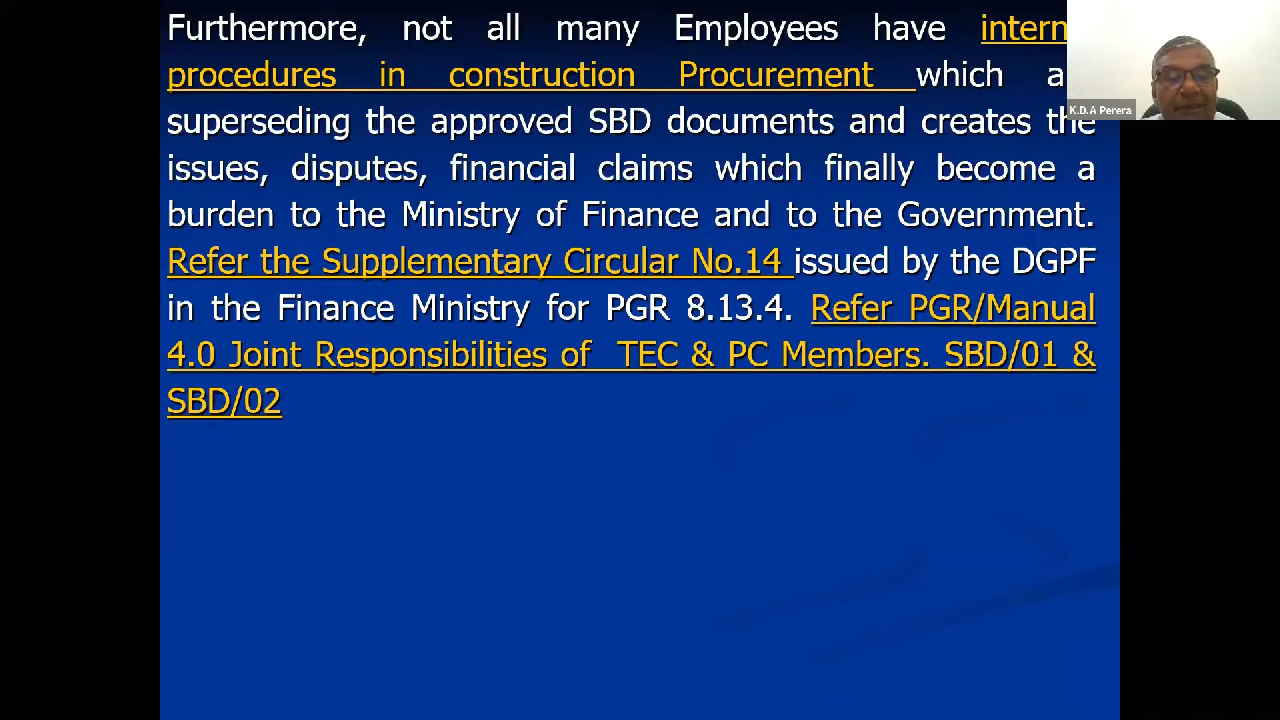 Furthermore, not all many Employees have
procedures in construction Procurement which
superseding the approved SBD documents and creates the
issues, disputes, financial claims which finally become a
burden to the Ministry of Finance and to the Government.
Refer the Supplementary Circular No.14 issued by the DGPF
in the Finance Ministry for PGR 8.13.4. Refer PGR/Manual
4.0 Joint Responsibilities of TEC & PC Members. SBD/01 &
SBD/02
K.D.A Perera